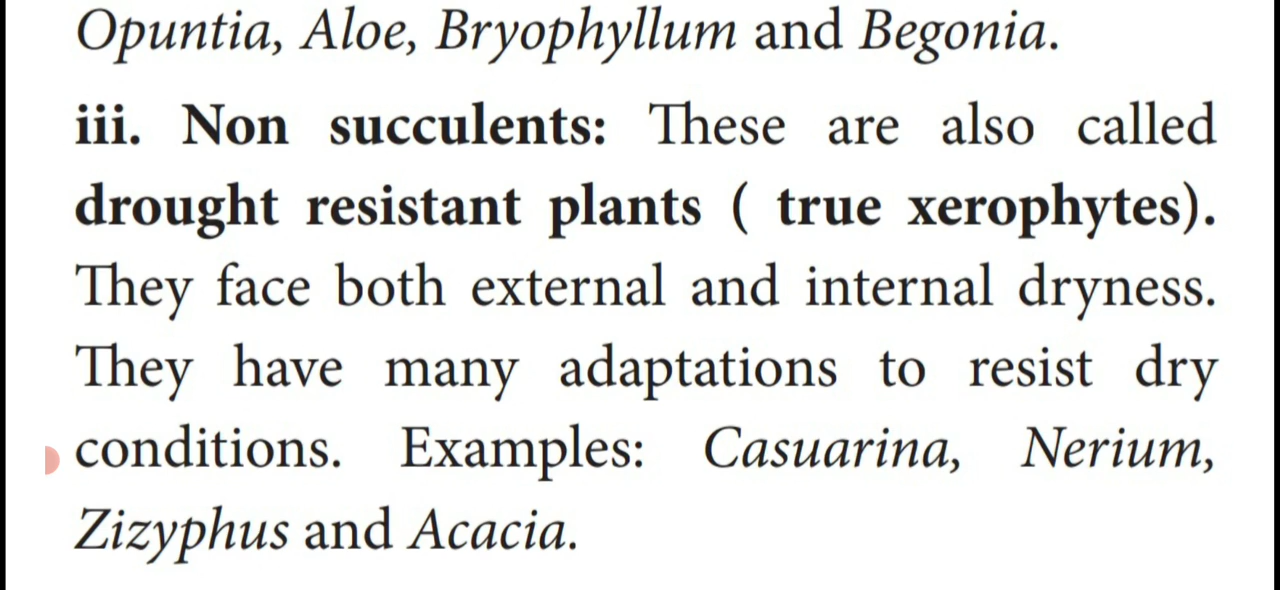 Opuntia, Aloe, Bryophyllum and Begonia.
iii. Non succulents: These are also called
drought resistant plants ( true xerophytes).
They face both external and internal dryness.
They have many adaptations to resist dry
conditions. Examples: Casuarina, Nerium,
Zizyphus and Acacia.